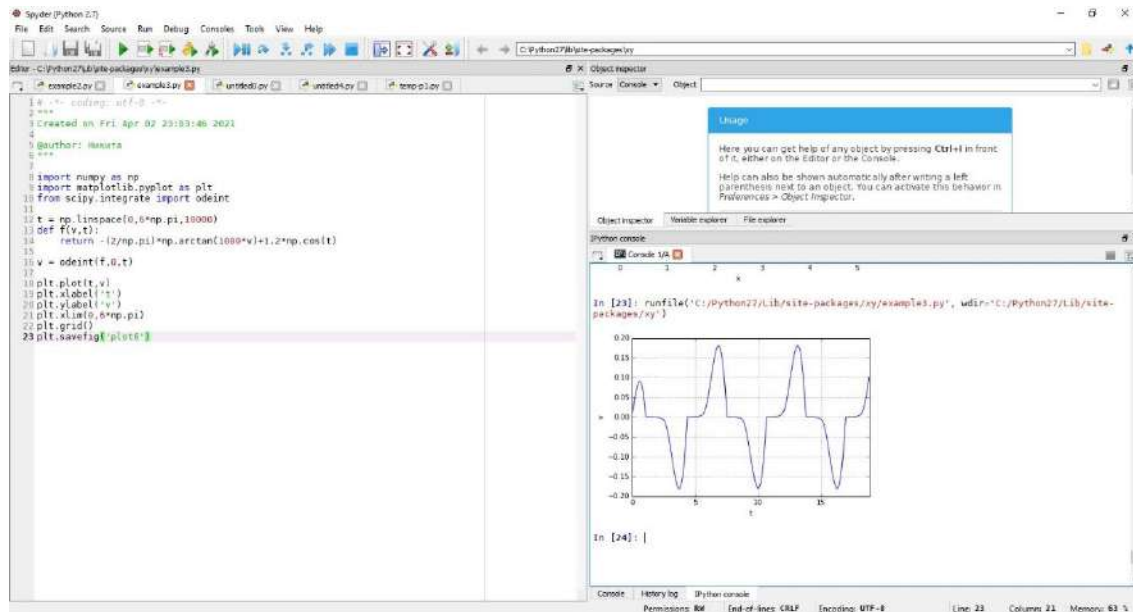 Spyder (Python 2.7)
File Edit Search Source Run Debug Consoles Tools View Help
C:\Python27\Lib\site-packages\xy
Editor - C:\Python27\Lib\site-packages\xy\example3.py
example2.py example3.py untitled0.py untitled4.py temp-p1.py
1 # -*- coding: utf-8 -*-
2 """
3 Created on Fri Apr 02 23:03:46 2021
4
5 @author: Никита
6 """
7
8 import numpy as np
9 import matplotlib.pyplot as plt
10 from scipy.integrate import odeint
11
12 t = np.linspace(0,6*np.pi,10000)
13 def f(v,t):
14 return -(2/np.pi)*np.arctan(1000*v)+1.2*np.cos(t)
15
16 v = odeint(f,0,t)
17
18 plt.plot(t,v)
19 plt.xlabel('t')
20 plt.ylabel('v')
21 plt.xlim(0,6*np.pi)
22 plt.grid()
23 plt.savefig('plot6')
Object inspector
Source Console Object
Usage
Here you can get help of any object by pressing Ctrl+I in front
of it, either on the Editor or the Console.
Help can also be shown automatically after writing a left
parenthesis next to an object. You can activate this behavior in
Preferences > Object Inspector.
Object inspector Variable explorer File explorer
IPython console
Console 1/A
0 1 2 3 4 5
x
In [23]: runfile('C:/Python27/Lib/site-packages/xy/example3.py', wdir='C:/Python27/Lib/site-
packages/xy')
0.20
0.15
0.10
0.05
0.00
-0.05
-0.10
-0.15
-0.20
v
0 5 10 15
t
In [24]:
Console History log IPython console
Permissions: RW End-of-lines: CRLF Encoding: UTF-8 Line: 23 Column: 21 Memory: 63 %